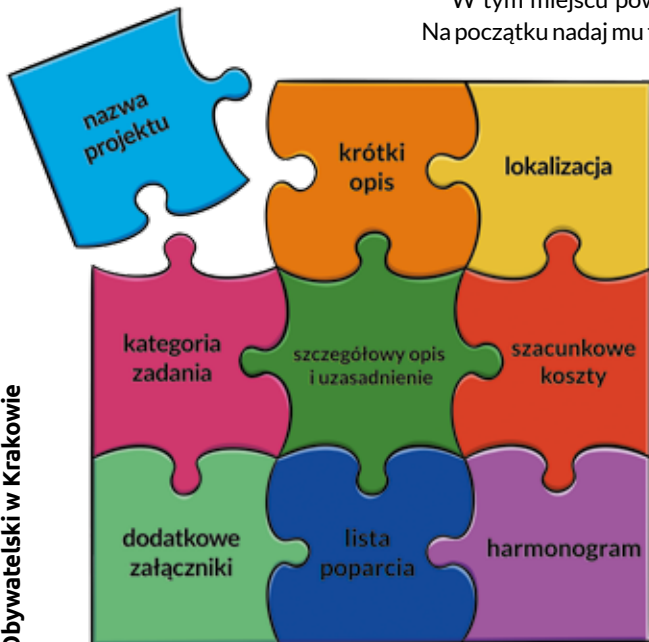 W tym miejscu
Na początku nadaj mu
nazwa
projektu
krótki
opis
lokalizacja
kategoria
zadania
szczegółowy opis
i uzasadnienie
szacunkowe
koszty
dodatkowe
załączniki
lista
poparcia
harmonogram
Obywatelski w Krakowie